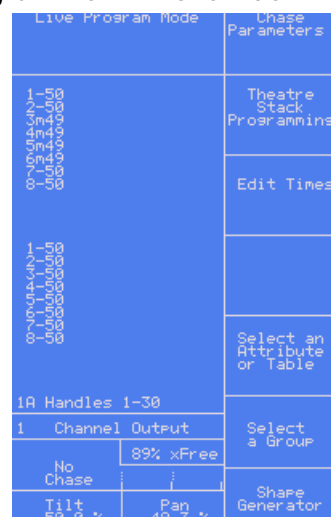 Live Program Mode
Chase
Parameters
1-50
2-50
3m49
4m49
5m49
6m49
7-50
8-50
Theatre
Stack
Programming
Edit Times
1-50
2-50
3-50
4-50
5-50
6-50
7-50
8-50
Select an
Attribute
or Table
1A Handles 1-30
1 Channel Output
Select
a Group
89% xFree
No
Chase
Shape
Generator
Tilt
Pan